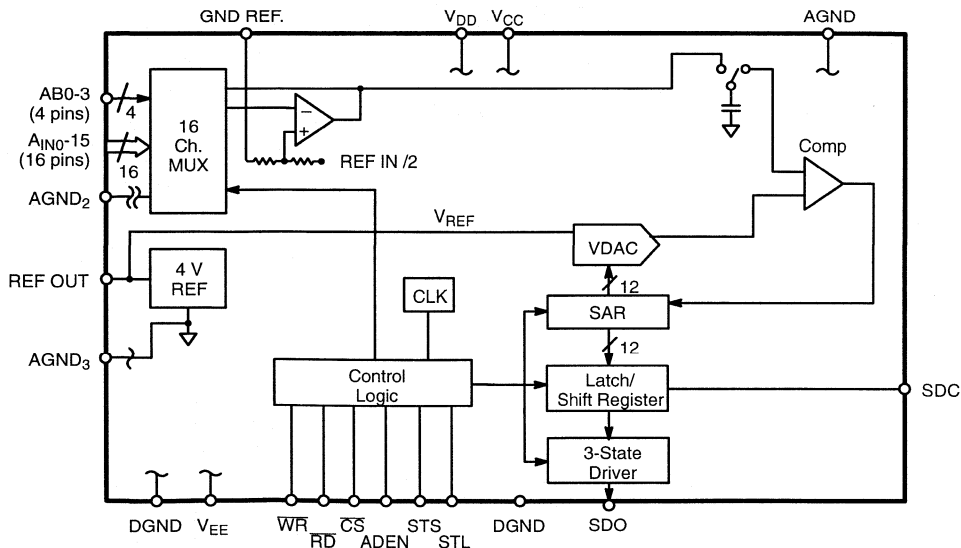 GND REF.
VDD
VCC
AGND
AB0-3
(4 pins)
4
AIN0-15
(16 pins)
16
AGND2
16
Ch.
MUX
−
+
REF IN /2
Comp
VREF
VDAC
REF OUT
4 V
REF
CLK
12
SAR
12
AGND3
Control
Logic
Latch/
Shift Register
SDC
3-State
Driver
DGND
VEE
WR
RD
CS
ADEN
STS
STL
DGND
SDO